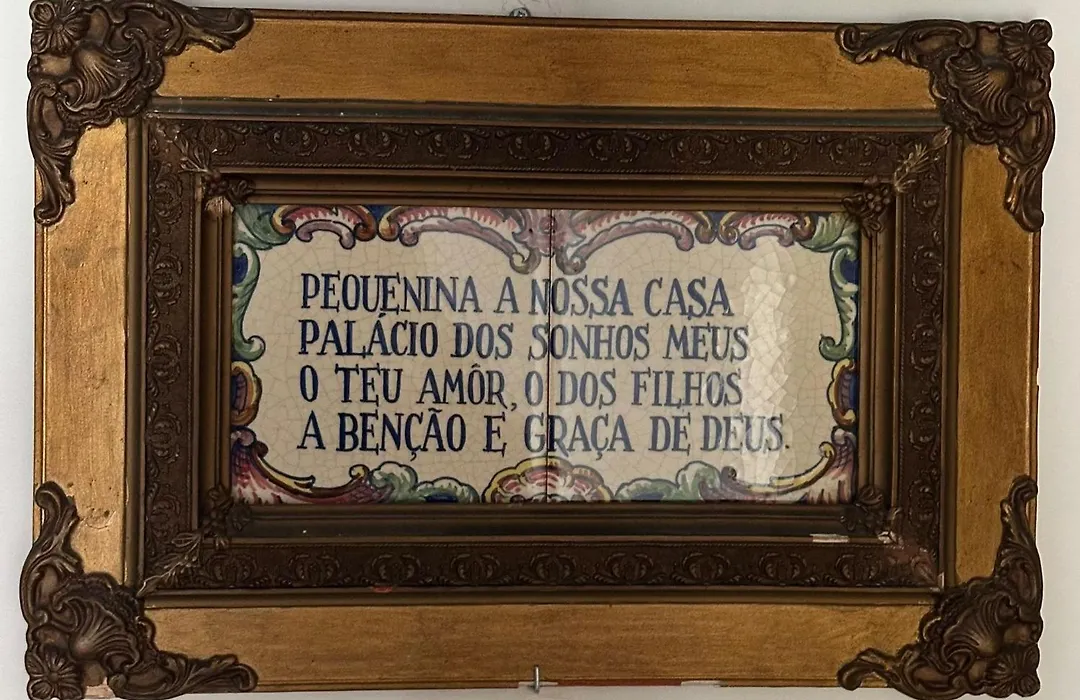 PEQUENINA A NOSSA CASA
PALÁCIO DOS SONHOS MEUS
O TEU AMÔR, O DOS FILHOS
A BENÇÃO E GRAÇA DE DEUS.